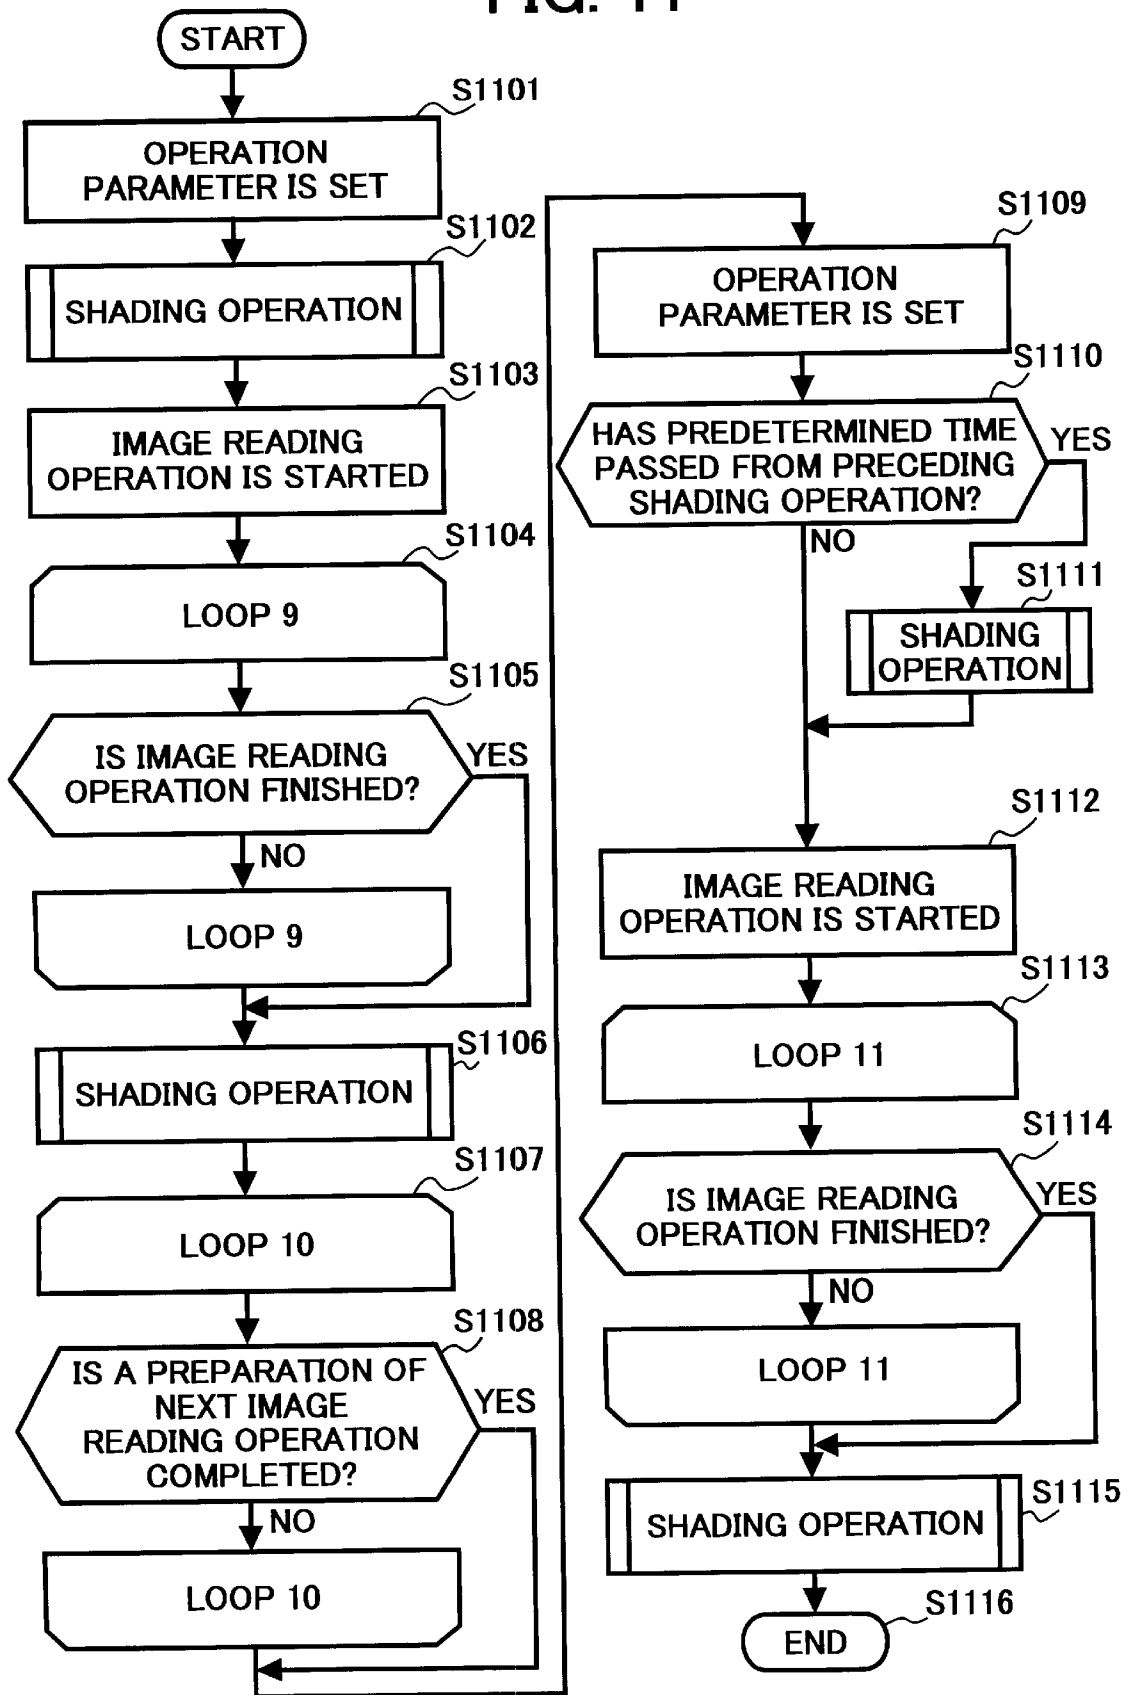 FIG. 11
START
S1101
OPERATION
PARAMETER IS SET
S1102
SHADING OPERATION
S1103
IMAGE READING
OPERATION IS STARTED
S1104
LOOP 9
S1105
IS IMAGE READING
OPERATION FINISHED?
YES
NO
LOOP 9
S1106
SHADING OPERATION
S1107
LOOP 10
S1108
IS A PREPARATION OF
NEXT IMAGE
READING OPERATION
COMPLETED?
YES
NO
LOOP 10
S1109
OPERATION
PARAMETER IS SET
S1110
HAS PREDETERMINED TIME
PASSED FROM PRECEDING
SHADING OPERATION?
YES
NO
S1111
SHADING
OPERATION
S1112
IMAGE READING
OPERATION IS STARTED
S1113
LOOP 11
S1114
IS IMAGE READING
OPERATION FINISHED?
YES
NO
LOOP 11
S1115
SHADING OPERATION
S1116
END